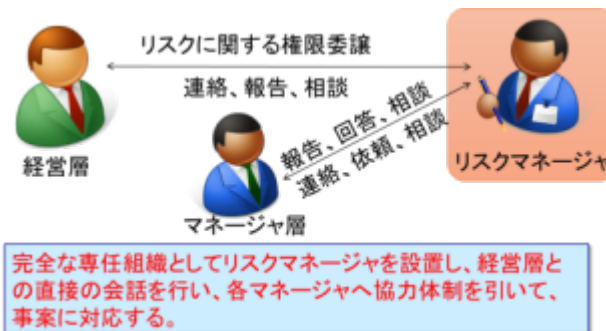 リスクに関する権限委譲
連絡、報告、相談
経営層
報告、回答、相談
連絡、依頼、相談
リスクマネージャ
マネージャ層
完全な専任組織としてリスクマネージャを設置し、経営層と
の直接の会話を行い、各マネージャへ協力体制を引いて、
事案に対応する。